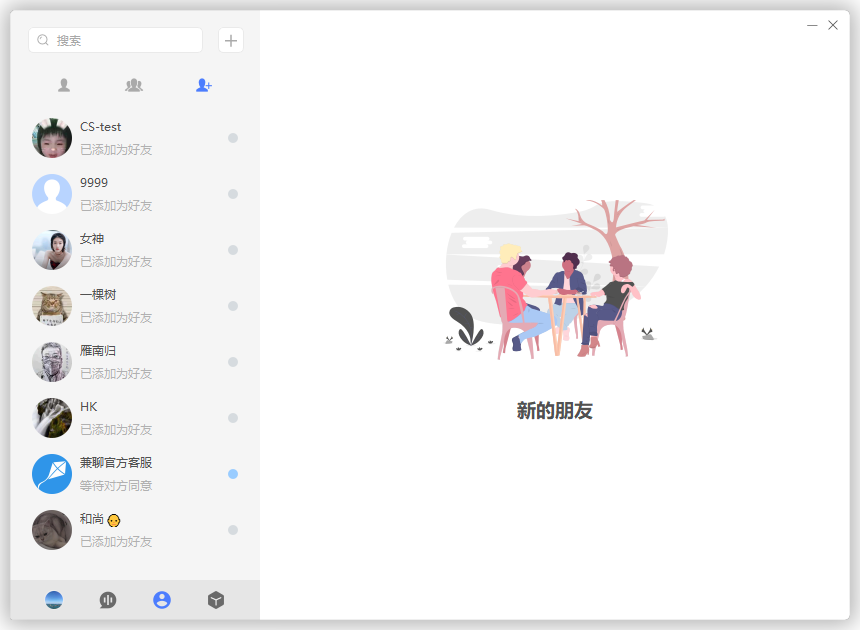 搜索
CS-test
已添加为好友
9999
已添加为好友
女神
已添加为好友
一棵树
已添加为好友
雁南归
已添加为好友
HK
已添加为好友
兼聊官方客服
等待对方同意
和尚
已添加为好友
新的朋友